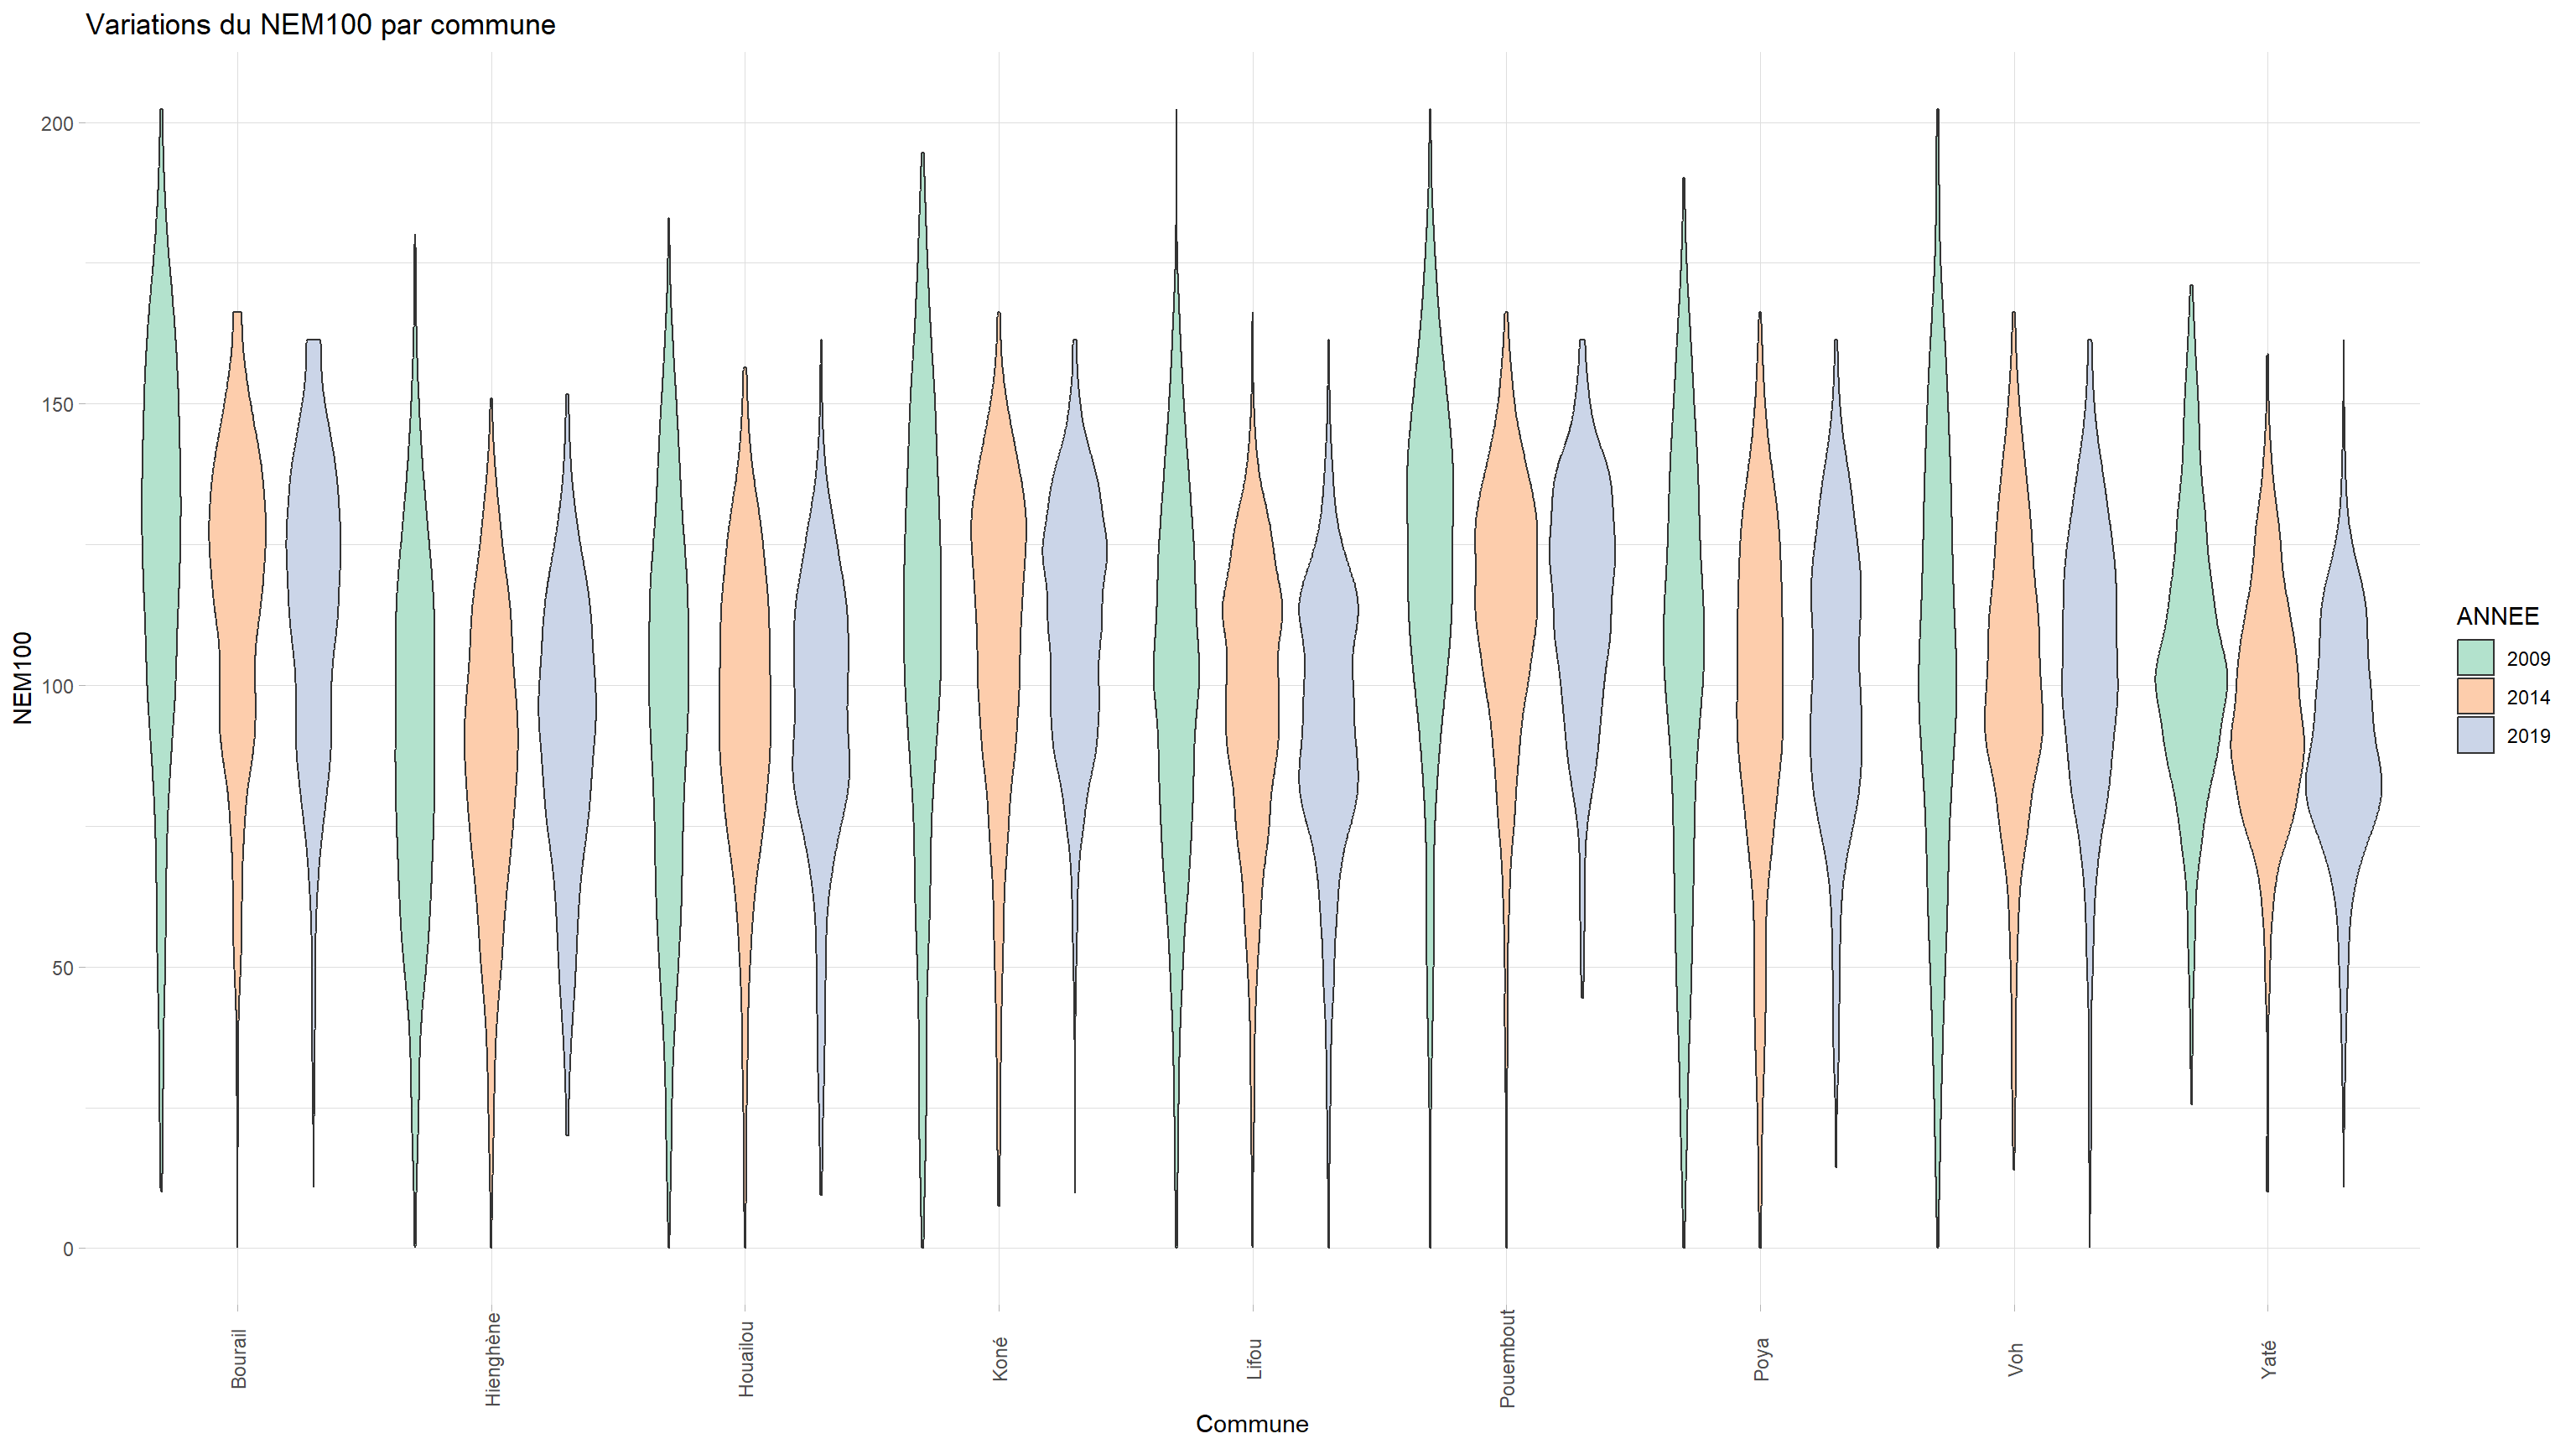 Variations du NEM100 par commune
NEM100
200
150
100
50
0
Bourail
Hienghène
Houaïlou
Koné
Lifou
Pouembout
Poya
Voh
Yaté
Commune
ANNEE
2009
2014
2019